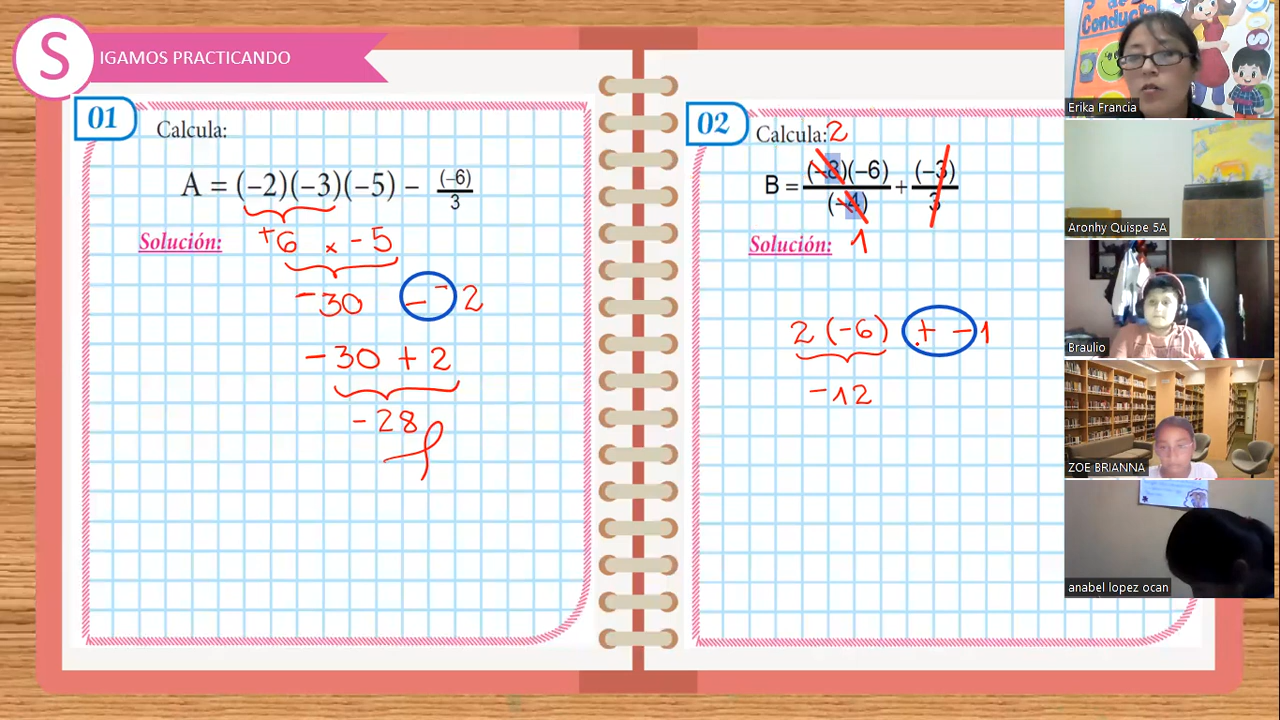 S IGAMOS PRACTICANDO
01 Calcula:
A = (−2)(−3)(−5) − (−6)/3
Solución:
+6 x -5
-30 - -2
-30 + 2
-28
02 Calcula: 2
B = (−8)(−6)/(−4) + (−3)/3
Solución: 1
2 (-6) + -1
-12
Conducta
Erika Francia
Aronhy Quispe 5A
Braulio
ZOE BRIANNA
anabel lopez ocan